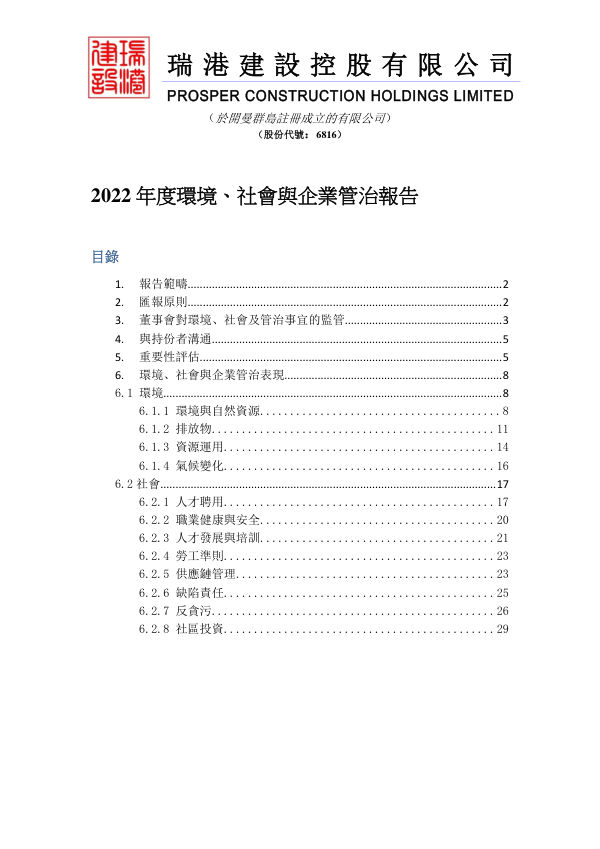 瑞港建設
瑞港建設控股有限公司
PROSPER CONSTRUCTION HOLDINGS LIMITED
（於開曼群島註冊成立的有限公司）
（股份代號：6816）
2022 年度環境、社會與企業管治報告
目錄
1. 報告範疇........2
2. 匯報原則........2
3. 董事會對環境、社會及管治事宜的監管........3
4. 與持份者溝通........5
5. 重要性評估........5
6. 環境、社會與企業管治表現........8
6.1 環境........8
6.1.1 環境與自然資源........8
6.1.2 排放物........11
6.1.3 資源運用........14
6.1.4 氣候變化........16
6.2 社會........17
6.2.1 人才聘用........17
6.2.2 職業健康與安全........20
6.2.3 人才發展與培訓........21
6.2.4 勞工準則........23
6.2.5 供應鏈管理........23
6.2.6 缺陷責任........25
6.2.7 反貪污........26
6.2.8 社區投資........29